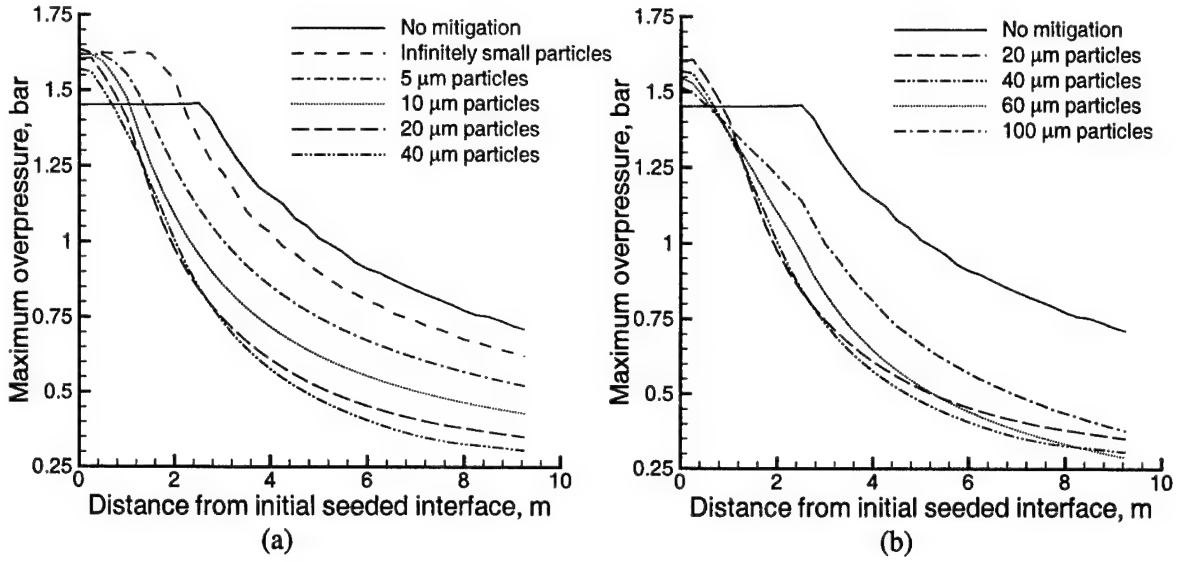 1.75
1.5
1.25
1
0.75
0.5
0.25
Maximum overpressure, bar
No mitigation
Infinitely small particles
5 µm particles
10 µm particles
20 µm particles
40 µm particles
0 2 4 6 8 10
Distance from initial seeded interface, m
(a)
1.75
1.5
1.25
1
0.75
0.5
0.25
Maximum overpressure, bar
No mitigation
20 µm particles
40 µm particles
60 µm particles
100 µm particles
0 2 4 6 8 10
Distance from initial seeded interface, m
(b)